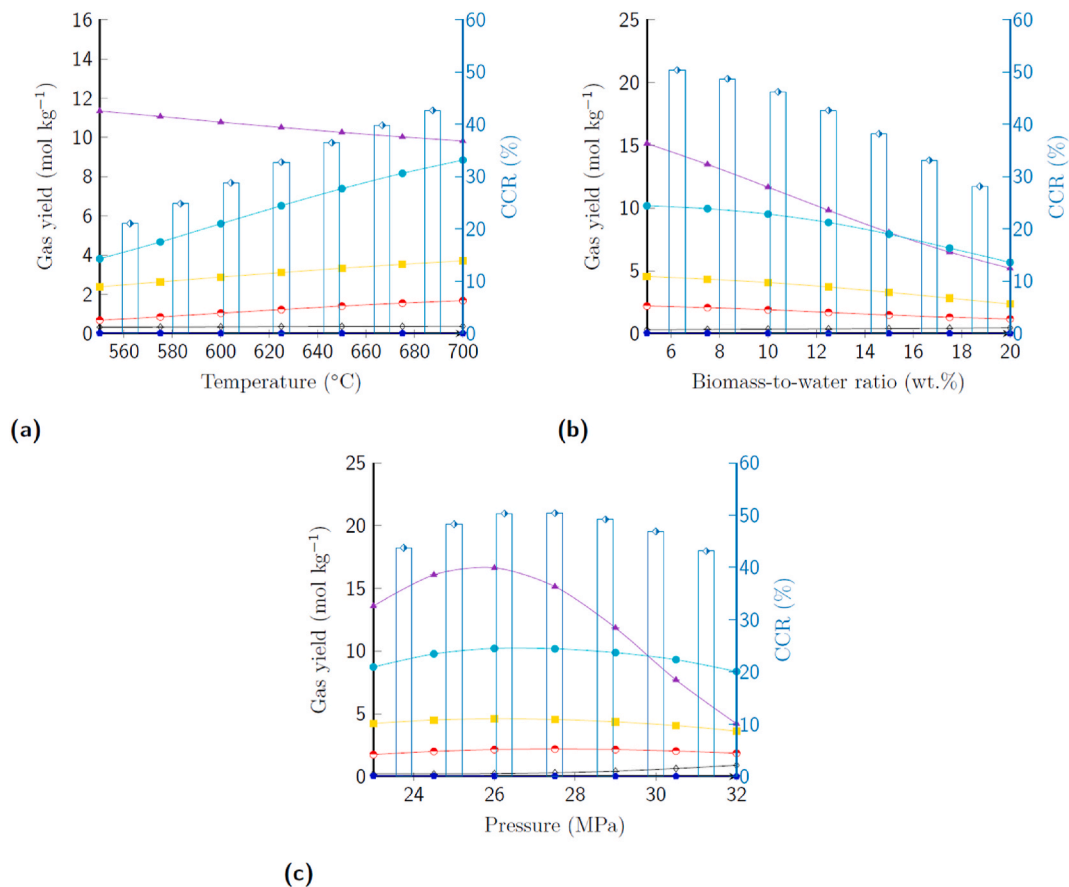 16
14
12
10
8
6
4
2
0
Gas yield (mol kg⁻¹)
60
50
40
30
20
10
0
CCR (%)
560 580 600 620 640 660 680 700
Temperature (°C)
(a)
25
20
15
10
5
0
Gas yield (mol kg⁻¹)
60
50
40
30
20
10
0
CCR (%)
6 8 10 12 14 16 18 20
Biomass-to-water ratio (wt.%)
(b)
25
20
15
10
5
0
Gas yield (mol kg⁻¹)
60
50
40
30
20
10
0
CCR (%)
24 26 28 30 32
Pressure (MPa)
(c)